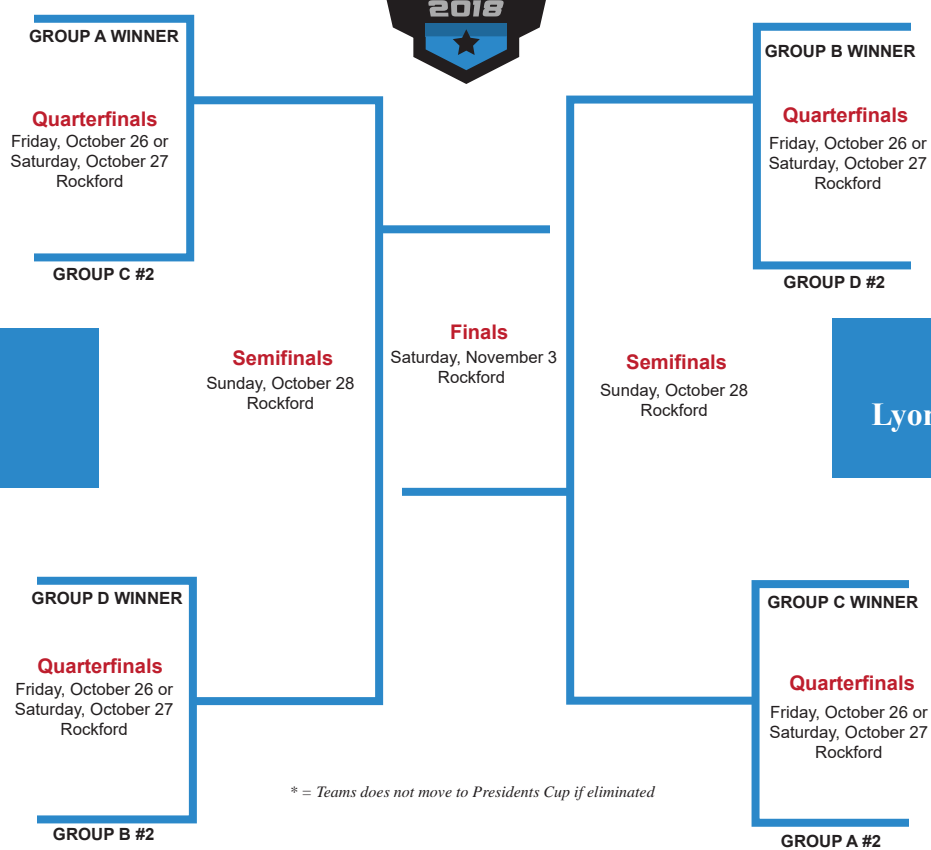 2018
GROUP A WINNER
Quarterfinals
Friday, October 26 or
Saturday, October 27
Rockford
GROUP C #2
GROUP B WINNER
Quarterfinals
Friday, October 26 or
Saturday, October 27
Rockford
GROUP D #2
Semifinals
Sunday, October 28
Rockford
Finals
Saturday, November 3
Rockford
Semifinals
Sunday, October 28
Rockford
GROUP D WINNER
Quarterfinals
Friday, October 26 or
Saturday, October 27
Rockford
GROUP B #2
GROUP C WINNER
Quarterfinals
Friday, October 26 or
Saturday, October 27
Rockford
GROUP A #2
* = Teams does not move to Presidents Cup if eliminated